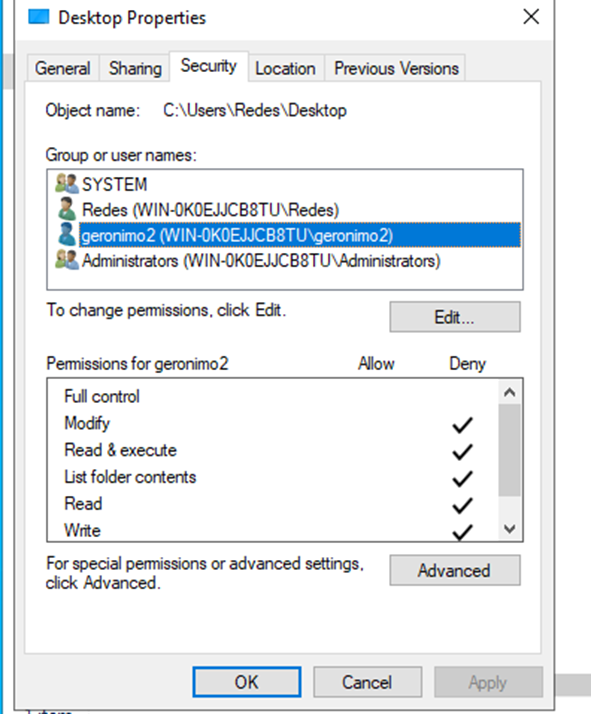 Desktop Properties
General Sharing Security Location Previous Versions
Object name: C:\Users\Redes\Desktop
Group or user names:
SYSTEM
Redes (WIN-0K0EJJCB8TU\Redes)
geronimo2 (WIN-0K0EJJCB8TU\geronimo2)
Administrators (WIN-0K0EJJCB8TU\Administrators)
To change permissions, click Edit.
Edit...
Permissions for geronimo2 Allow Deny
Full control
Modify
Read & execute
List folder contents
Read
Write
For special permissions or advanced settings,
click Advanced.
Advanced
OK Cancel Apply